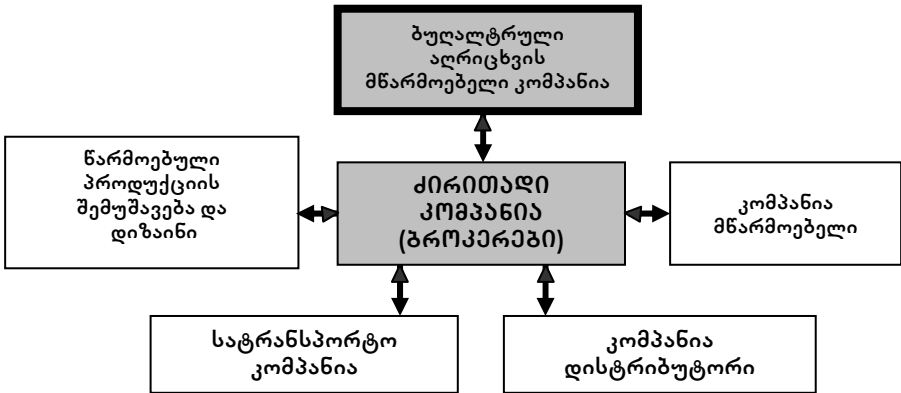 ბუღალტრული
აღრიცხვის
მწარმოებელი კომპანია
წარმოებული
პროდუქციის
შემუშავება და
დიზაინი
ძირითადი
კომპანია
(ბროკერები)
კომპანია
მწარმოებელი
სატრანსპორტო
კომპანია
კომპანია
დისტრიბუტორი